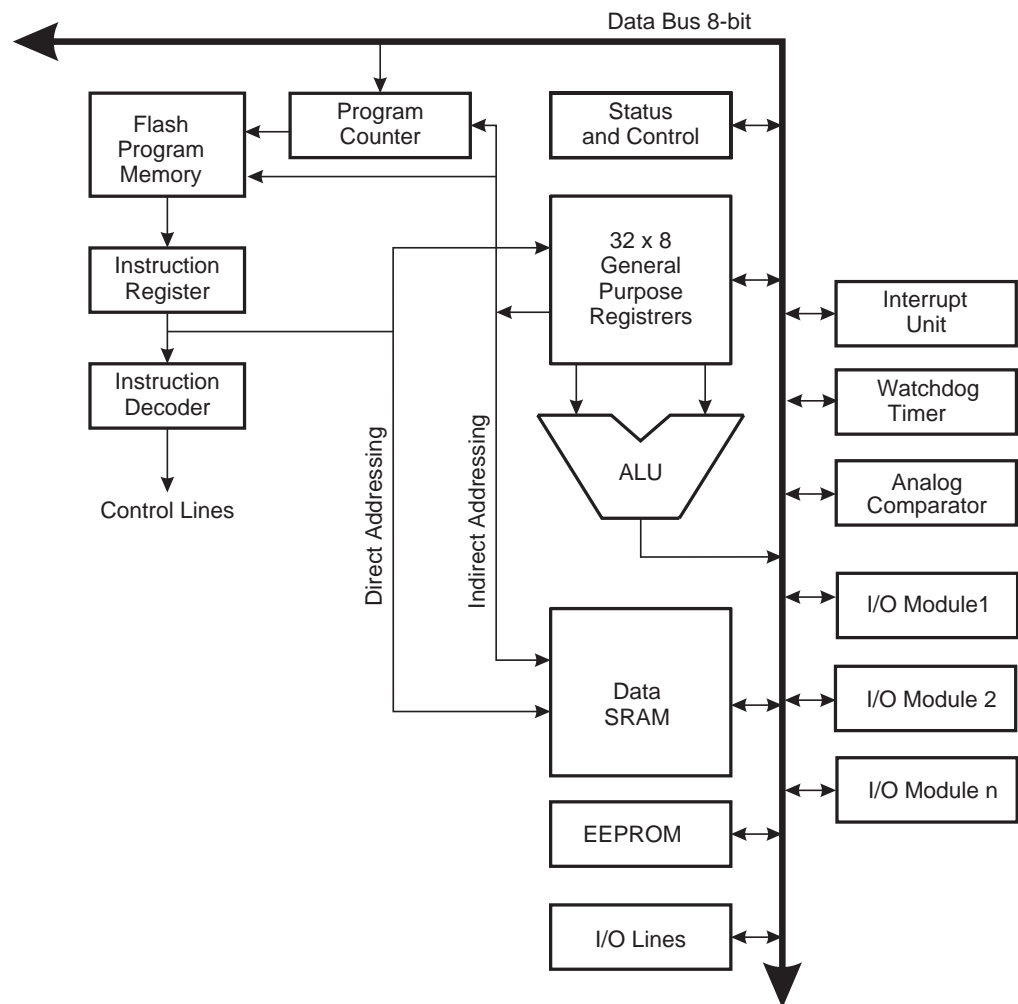 Data Bus 8-bit
Flash
Program
Memory
Program
Counter
Status
and Control
32 x 8
General
Purpose
Registrers
Instruction
Register
Instruction
Decoder
Control Lines
Direct Addressing
Indirect Addressing
ALU
Interrupt
Unit
Watchdog
Timer
Analog
Comparator
I/O Module1
Data
SRAM
I/O Module 2
I/O Module n
EEPROM
I/O Lines